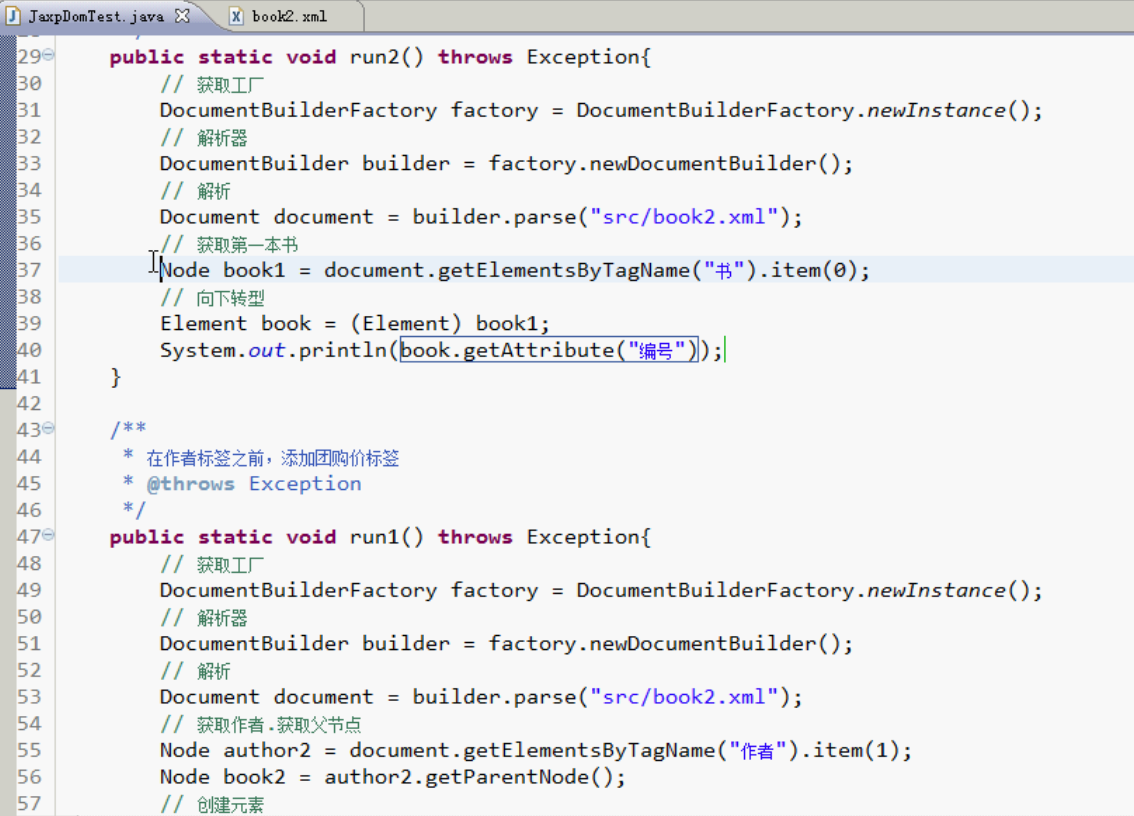 JaxpDomTest.java book2.xml
29 public static void run2() throws Exception{
30 // 获取工厂
31 DocumentBuilderFactory factory = DocumentBuilderFactory.newInstance();
32 // 解析器
33 DocumentBuilder builder = factory.newDocumentBuilder();
34 // 解析
35 Document document = builder.parse("src/book2.xml");
36 // 获取第一本书
37 Node book1 = document.getElementsByTagName("书").item(0);
38 // 向下转型
39 Element book = (Element) book1;
40 System.out.println(book.getAttribute("编号"));
41 }
42
43 /**
44 * 在作者标签之前，添加团购价标签
45 * @throws Exception
46 */
47 public static void run1() throws Exception{
48 // 获取工厂
49 DocumentBuilderFactory factory = DocumentBuilderFactory.newInstance();
50 // 解析器
51 DocumentBuilder builder = factory.newDocumentBuilder();
52 // 解析
53 Document document = builder.parse("src/book2.xml");
54 // 获取作者.获取父节点
55 Node author2 = document.getElementsByTagName("作者").item(1);
56 Node book2 = author2.getParentNode();
57 // 创建元素